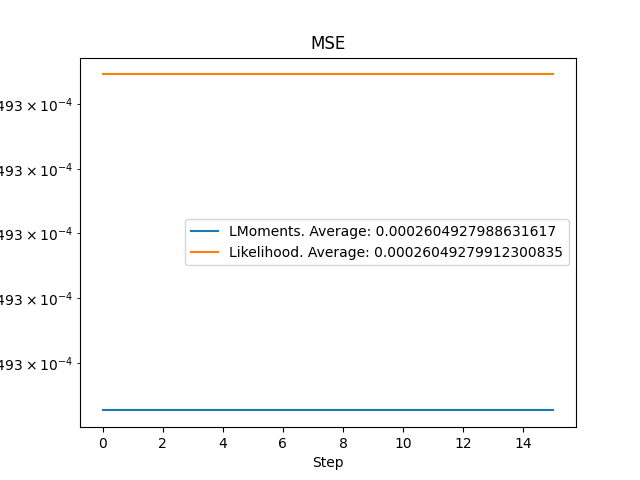 MSE
493 × 10⁻⁴
493 × 10⁻⁴
493 × 10⁻⁴
493 × 10⁻⁴
493 × 10⁻⁴
LMoments. Average: 0.0002604927988631617
Likelihood. Average: 0.00026049279912300835
0 2 4 6 8 10 12 14
Step